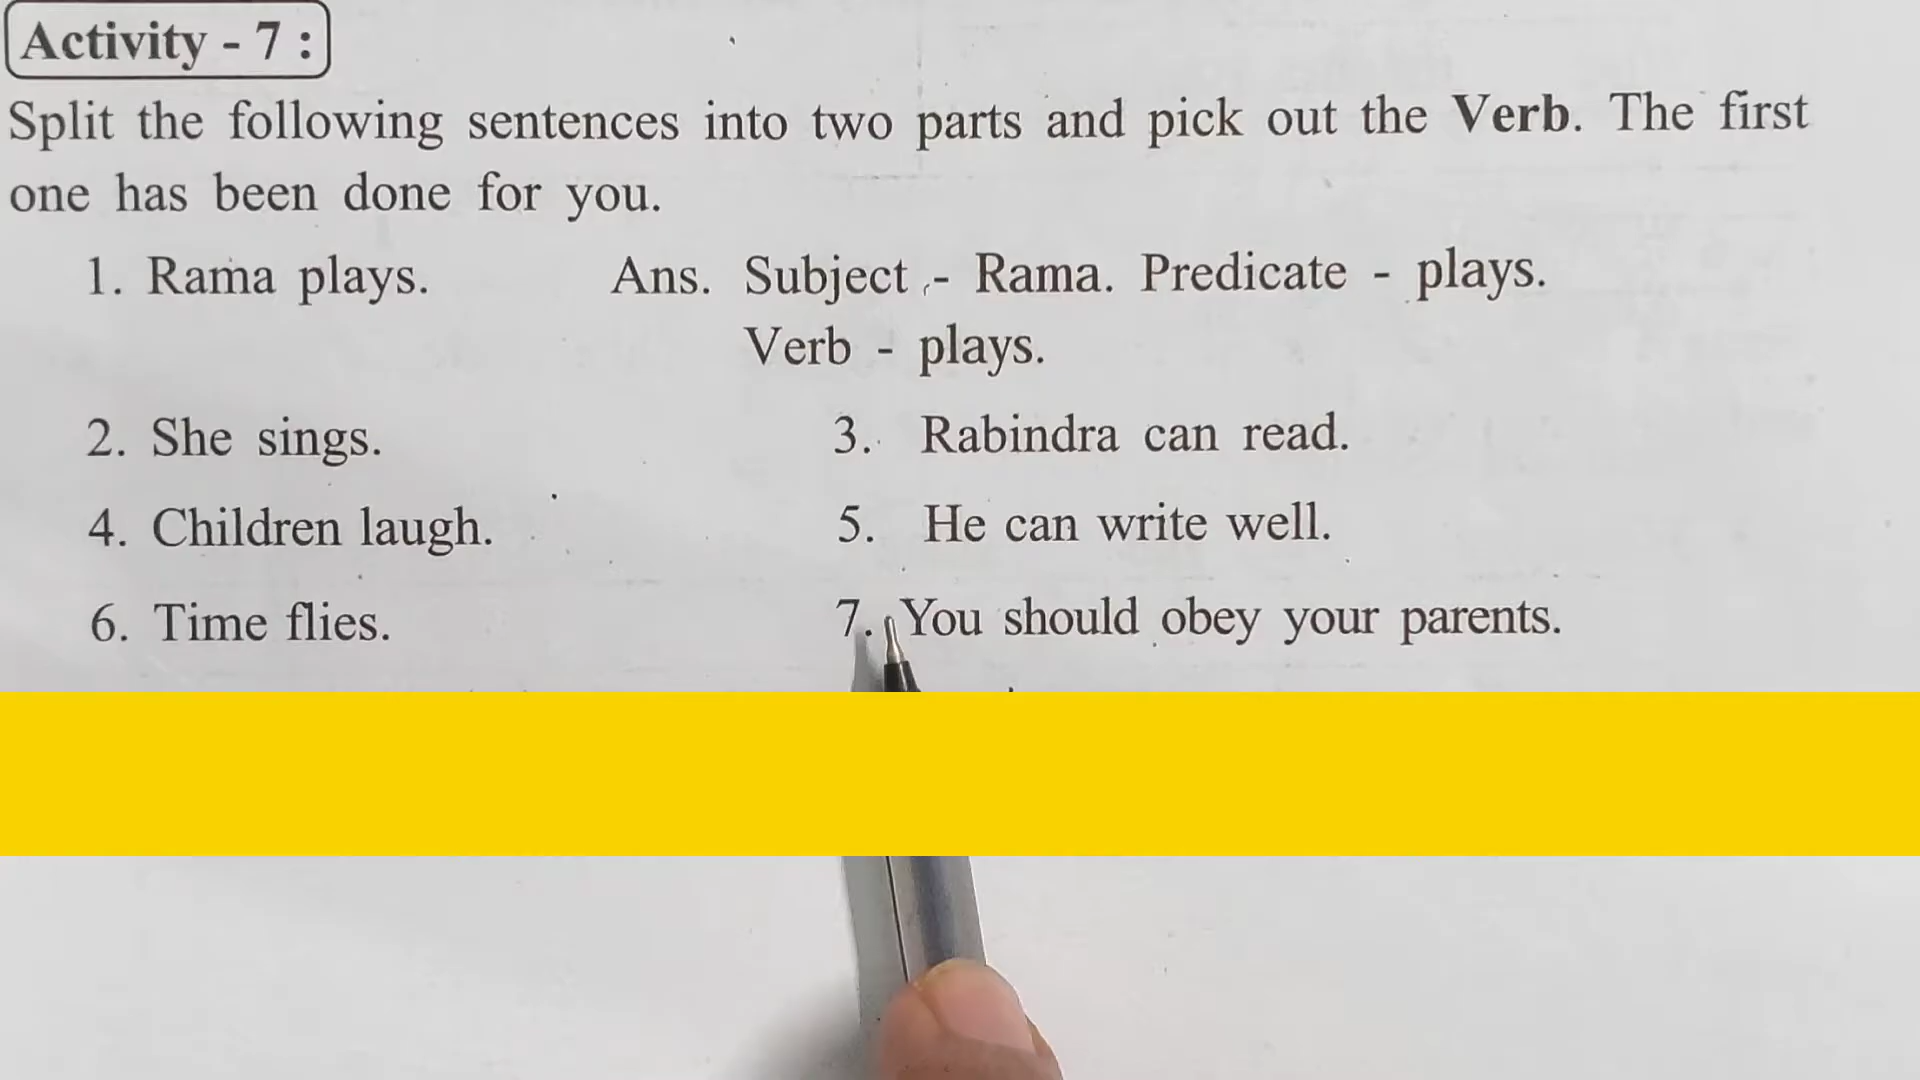 Activity - 7 :
Split the following sentences into two parts and pick out the Verb. The first
one has been done for you.
1. Rama plays. Ans. Subject - Rama. Predicate - plays.
Verb - plays.
2. She sings. 3. Rabindra can read.
4. Children laugh. 5. He can write well.
6. Time flies. 7. You should obey your parents.